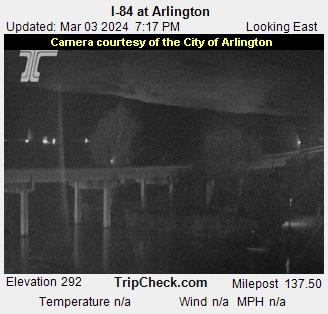 I-84 at Arlington
Updated: Mar 03 2024 7:17 PM Looking East
Camera courtesy of the City of Arlington
Elevation 292 TripCheck.com Milepost 137.50
Temperature n/a Wind n/a MPH n/a